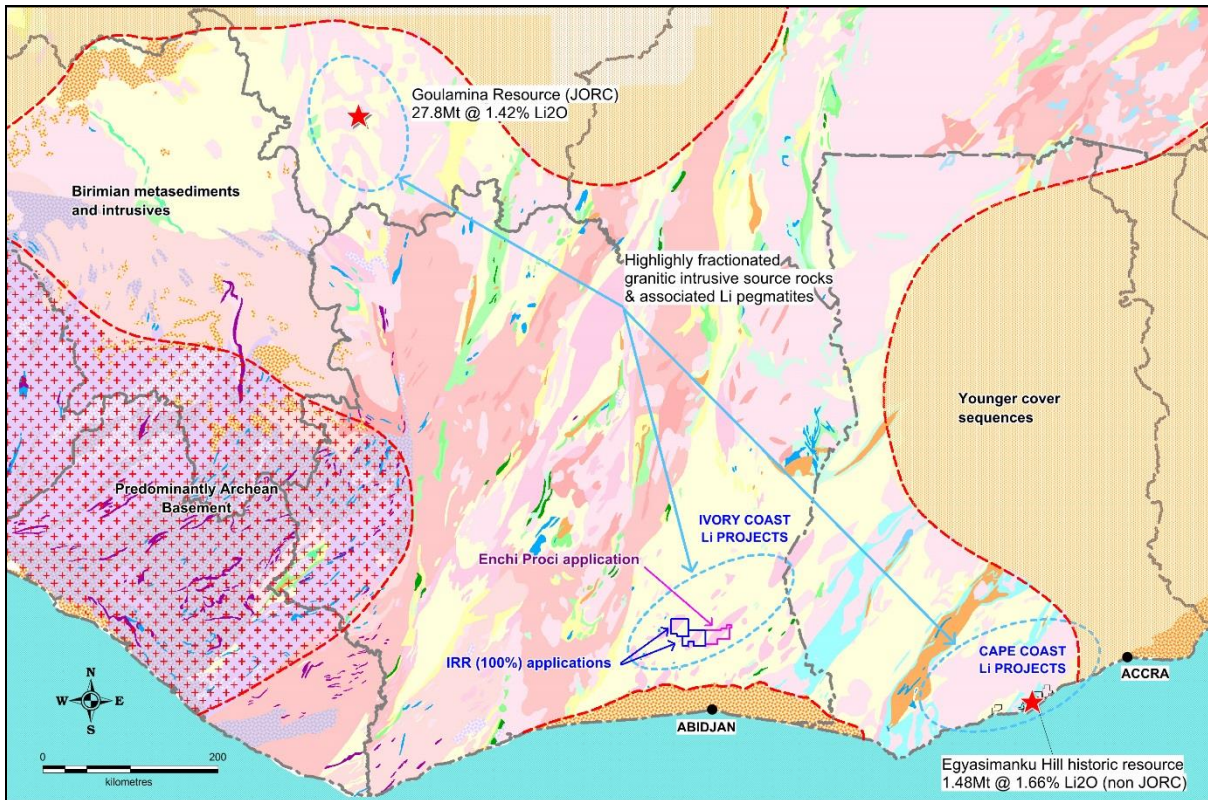 Goulamina Resource (JORC)
27.8Mt @ 1.42% Li2O
Birimian metasediments
and intrusives
Highlighly fractionated
granitic intrusive source rocks
& associated Li pegmatites
Younger cover
sequences
Predominantly Archean
Basement
IVORY COAST
Li PROJECTS
Enchi Proci application
IRR (100%) applications
CAPE COAST
Li PROJECTS
ACCRA
ABIDJAN
N
W
E
S
0
200
kilometres
Egyasimanku Hill historic resource
1.48Mt @ 1.66% Li2O (non JORC)